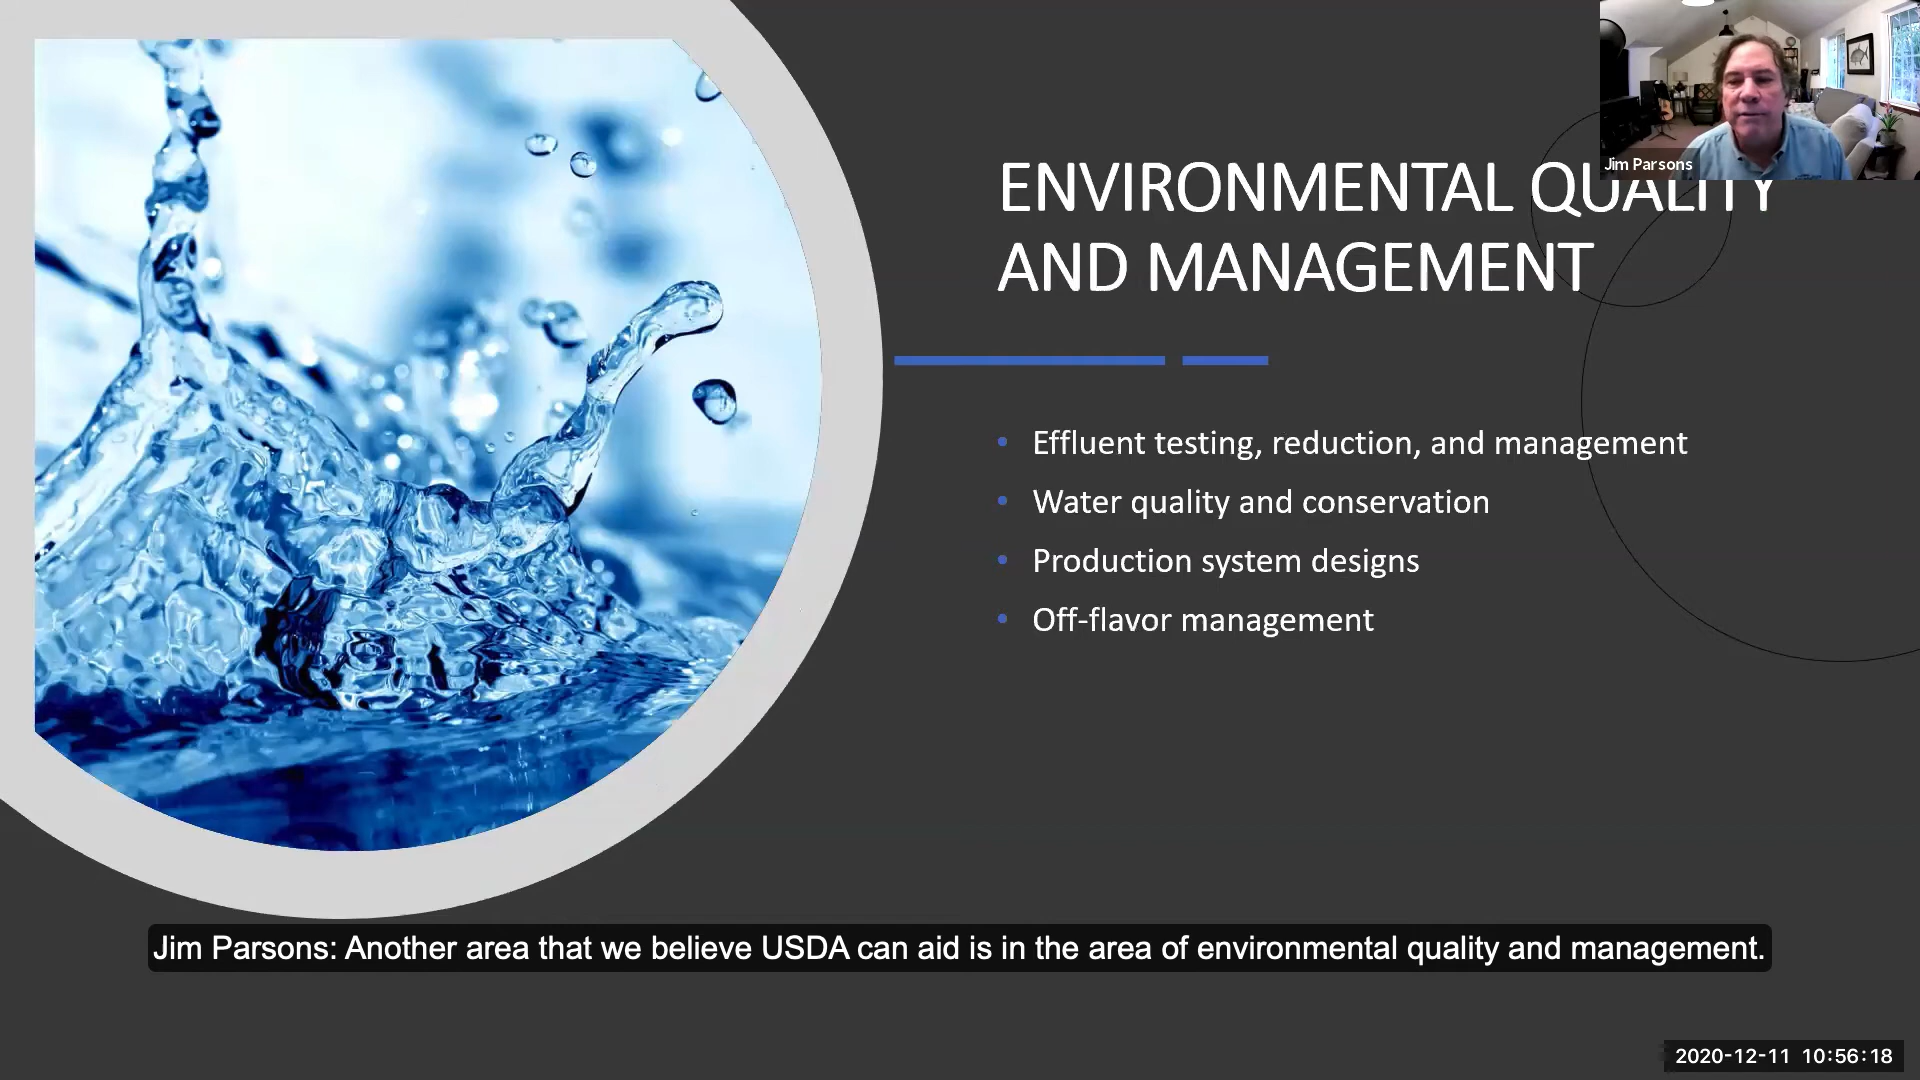 Jim Parsons
ENVIRONMENTAL QUALITY
AND MANAGEMENT
Effluent testing, reduction, and management
Water quality and conservation
Production system designs
Off-flavor management
Jim Parsons: Another area that we believe USDA can aid is in the area of environmental quality and management.
2020-12-11 10:56:18